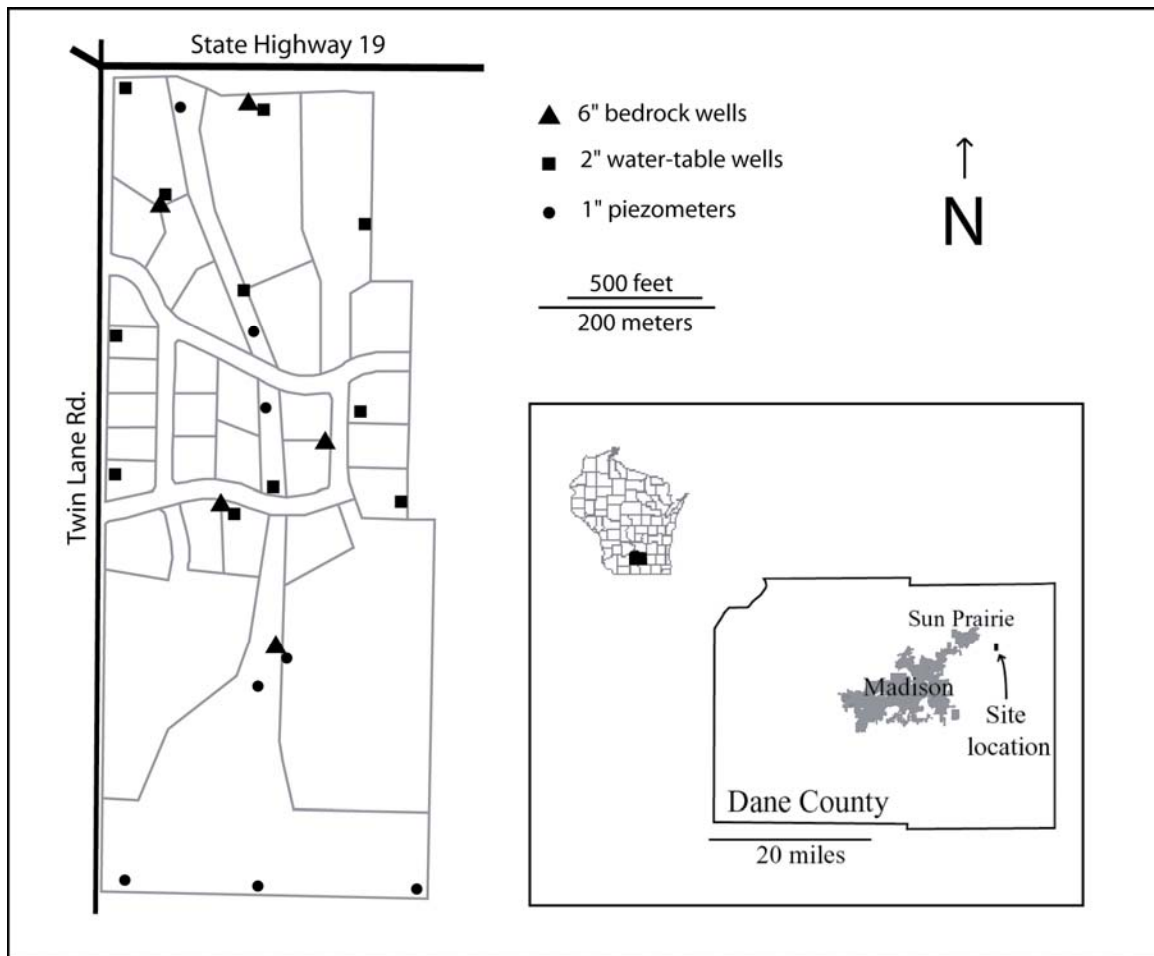 State Highway 19
6" bedrock wells
2" water-table wells
1" piezometers
N
500 feet
200 meters
Twin Lane Rd.
Sun Prairie
Madison
Site
location
Dane County
20 miles